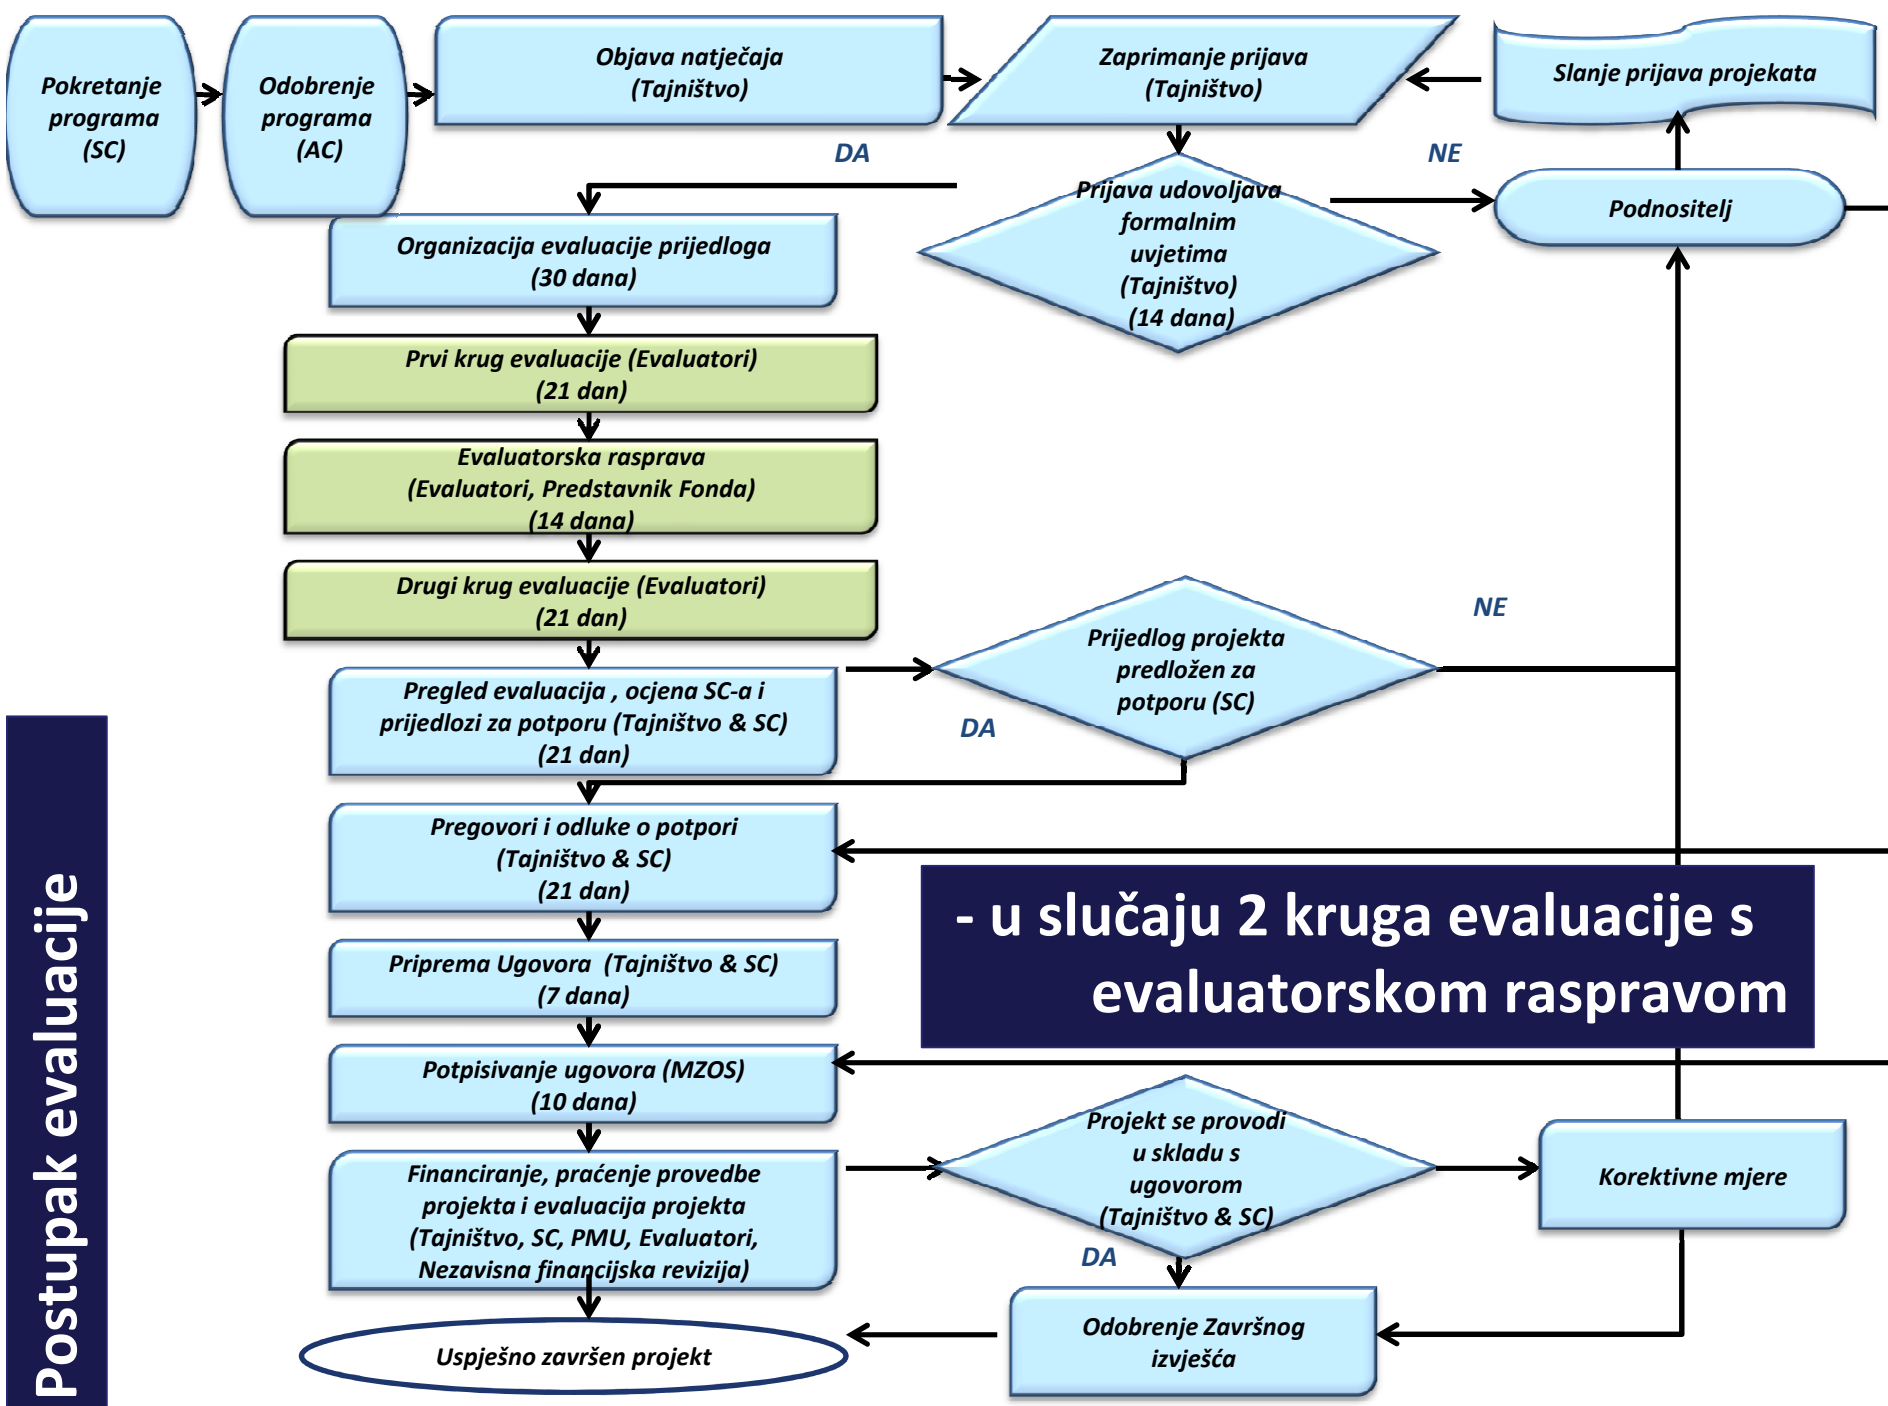 Pokretanje
programa
(SC)
Odobrenje
programa
(AC)
Objava natječaja
(Tajništvo)
Zaprimanje prijava
(Tajništvo)
Slanje prijava projekata
DA
NE
Prijava udovoljava
formalnim
uvjetima
(Tajništvo)
(14 dana)
Podnositelj
Organizacija evaluacije prijedloga
(30 dana)
Prvi krug evaluacije (Evaluatori)
(21 dan)
Evaluatorska rasprava
(Evaluatori, Predstavnik Fonda)
(14 dana)
Drugi krug evaluacije (Evaluatori)
(21 dan)
Pregled evaluacija , ocjena SC-a i
prijedlozi za potporu (Tajništvo & SC)
(21 dan)
Prijedlog projekta
predložen za
potporu (SC)
NE
DA
Pregovori i odluke o potpori
(Tajništvo & SC)
(21 dan)
- u slučaju 2 kruga evaluacije s
evaluatorskom raspravom
Priprema Ugovora (Tajništvo & SC)
(7 dana)
Potpisivanje ugovora (MZOS)
(10 dana)
Financiranje, praćenje provedbe
projekta i evaluacija projekta
(Tajništvo, SC, PMU, Evaluatori,
Nezavisna financijska revizija)
Projekt se provodi
u skladu s
ugovorom
(Tajništvo & SC)
DA
Korektivne mjere
Odobrenje Završnog
izvješća
Uspješno završen projekt
Postupak evaluacije